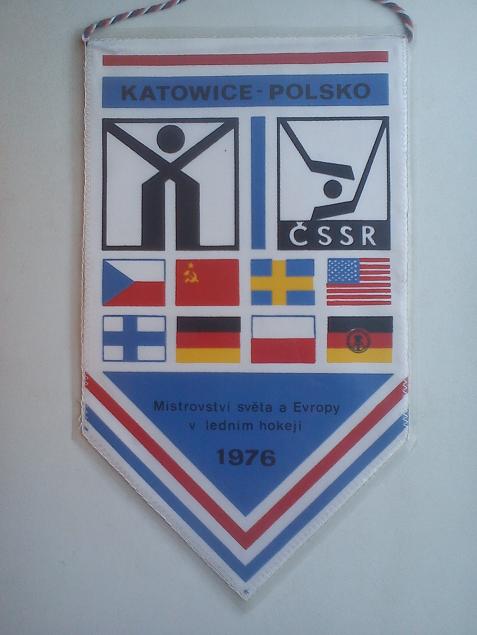 KATOWICE - POLSKO
ČSSR
Mistrovství světa a Evropy
v ledním hokeji
1976